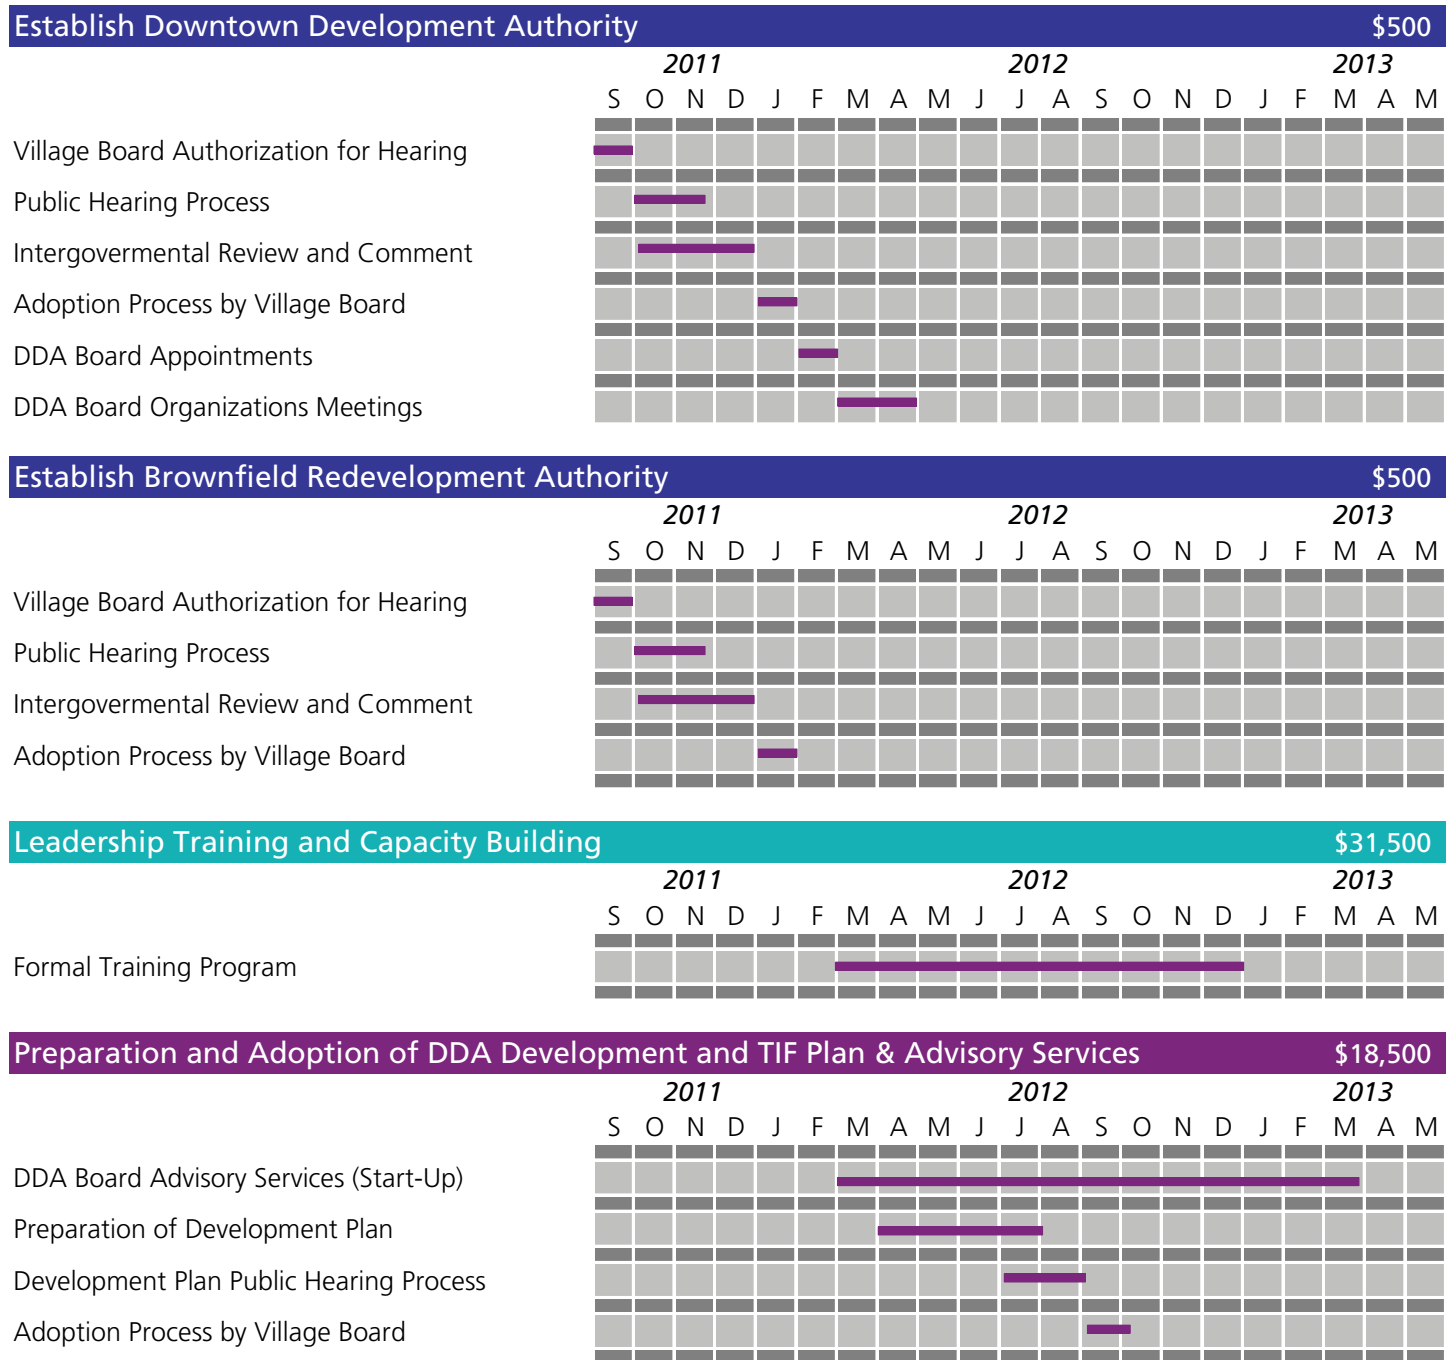 Establish Downtown Development Authority $500
2011 2012 2013
S O N D J F M A M J J A S O N D J F M A M
Village Board Authorization for Hearing
Public Hearing Process
Intergovermental Review and Comment
Adoption Process by Village Board
DDA Board Appointments
DDA Board Organizations Meetings
Establish Brownfield Redevelopment Authority $500
2011 2012 2013
S O N D J F M A M J J A S O N D J F M A M
Village Board Authorization for Hearing
Public Hearing Process
Intergovermental Review and Comment
Adoption Process by Village Board
Leadership Training and Capacity Building $31,500
2011 2012 2013
S O N D J F M A M J J A S O N D J F M A M
Formal Training Program
Preparation and Adoption of DDA Development and TIF Plan & Advisory Services $18,500
2011 2012 2013
S O N D J F M A M J J A S O N D J F M A M
DDA Board Advisory Services (Start-Up)
Preparation of Development Plan
Development Plan Public Hearing Process
Adoption Process by Village Board